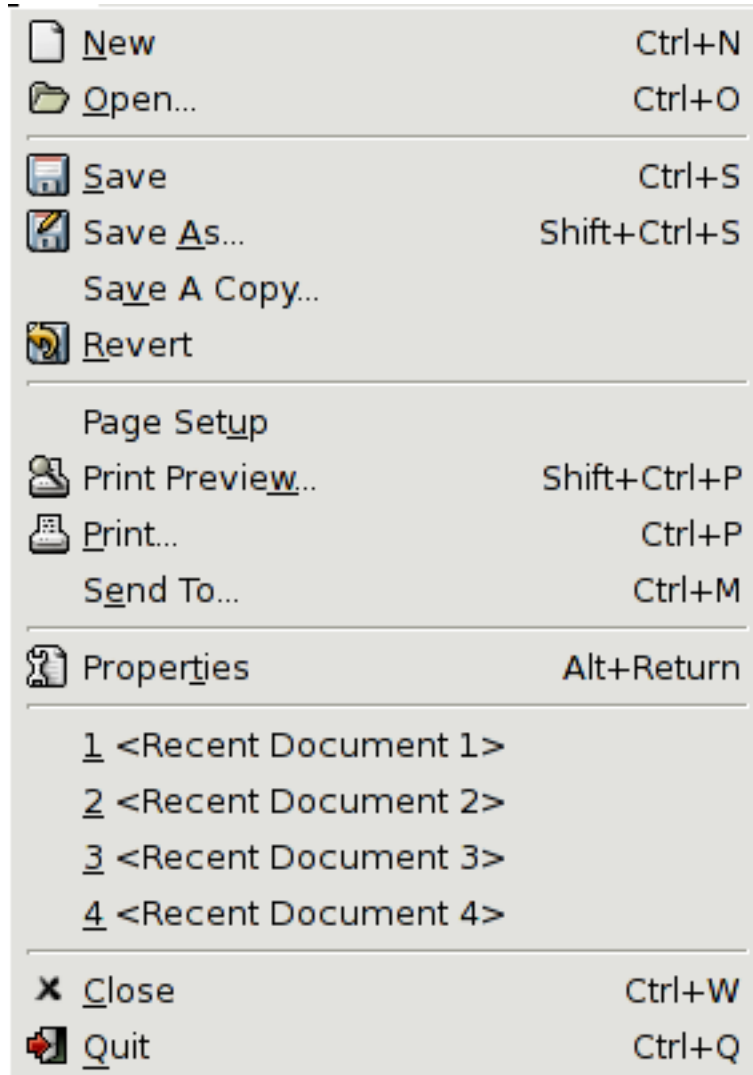 New Ctrl+N
Open... Ctrl+O
Save Ctrl+S
Save As... Shift+Ctrl+S
Save A Copy...
Revert
Page Setup
Print Preview... Shift+Ctrl+P
Print... Ctrl+P
Send To... Ctrl+M
Properties Alt+Return
1 <Recent Document 1>
2 <Recent Document 2>
3 <Recent Document 3>
4 <Recent Document 4>
Close Ctrl+W
Quit Ctrl+Q